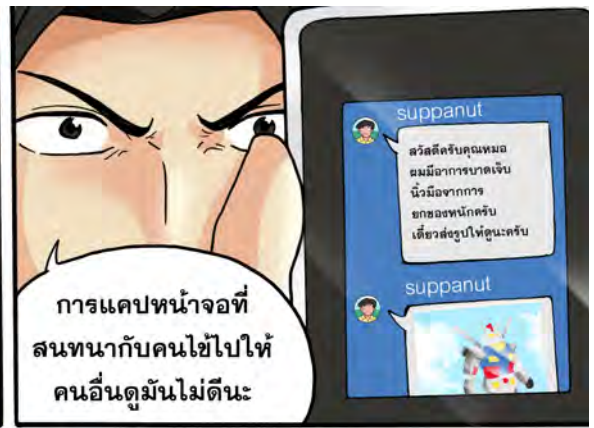 การแคปหน้าจอที่
สนทนากับคนไข้ไปให้
คนอื่นดูมันไม่ดีนะ
suppanut
สวัสดีครับคุณหมอ
ผมมีอาการบาดเจ็บ
นิ้วมือจากการ
ยกของหนักครับ
เดี๋ยวส่งรูปให้ดูนะครับ
suppanut